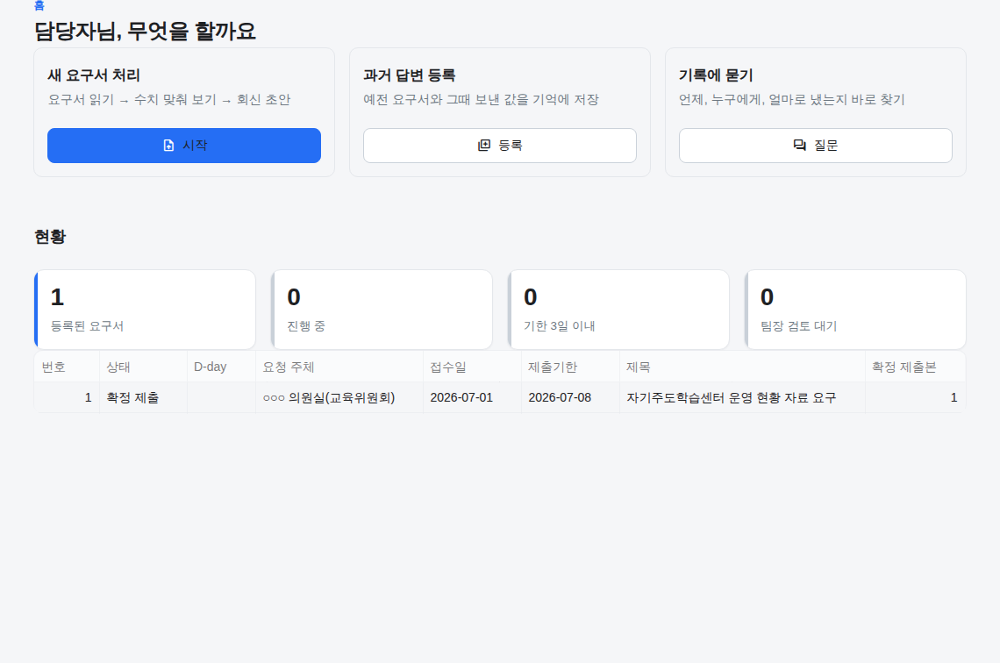 홈
담당자님, 무엇을 할까요
새 요구서 처리
요구서 읽기 → 수치 맞춰 보기 → 회신 초안
시작
과거 답변 등록
예전 요구서와 그때 보낸 값을 기억에 저장
등록
기록에 묻기
언제, 누구에게, 얼마로 냈는지 바로 찾기
질문
현황
1
등록된 요구서
0
진행 중
0
기한 3일 이내
0
팀장 검토 대기
번호 상태 D-day 요청 주체 접수일 제출기한 제목 확정 제출본
1 확정 제출 ○○○ 의원실(교육위원회) 2026-07-01 2026-07-08 자기주도학습센터 운영 현황 자료 요구 1